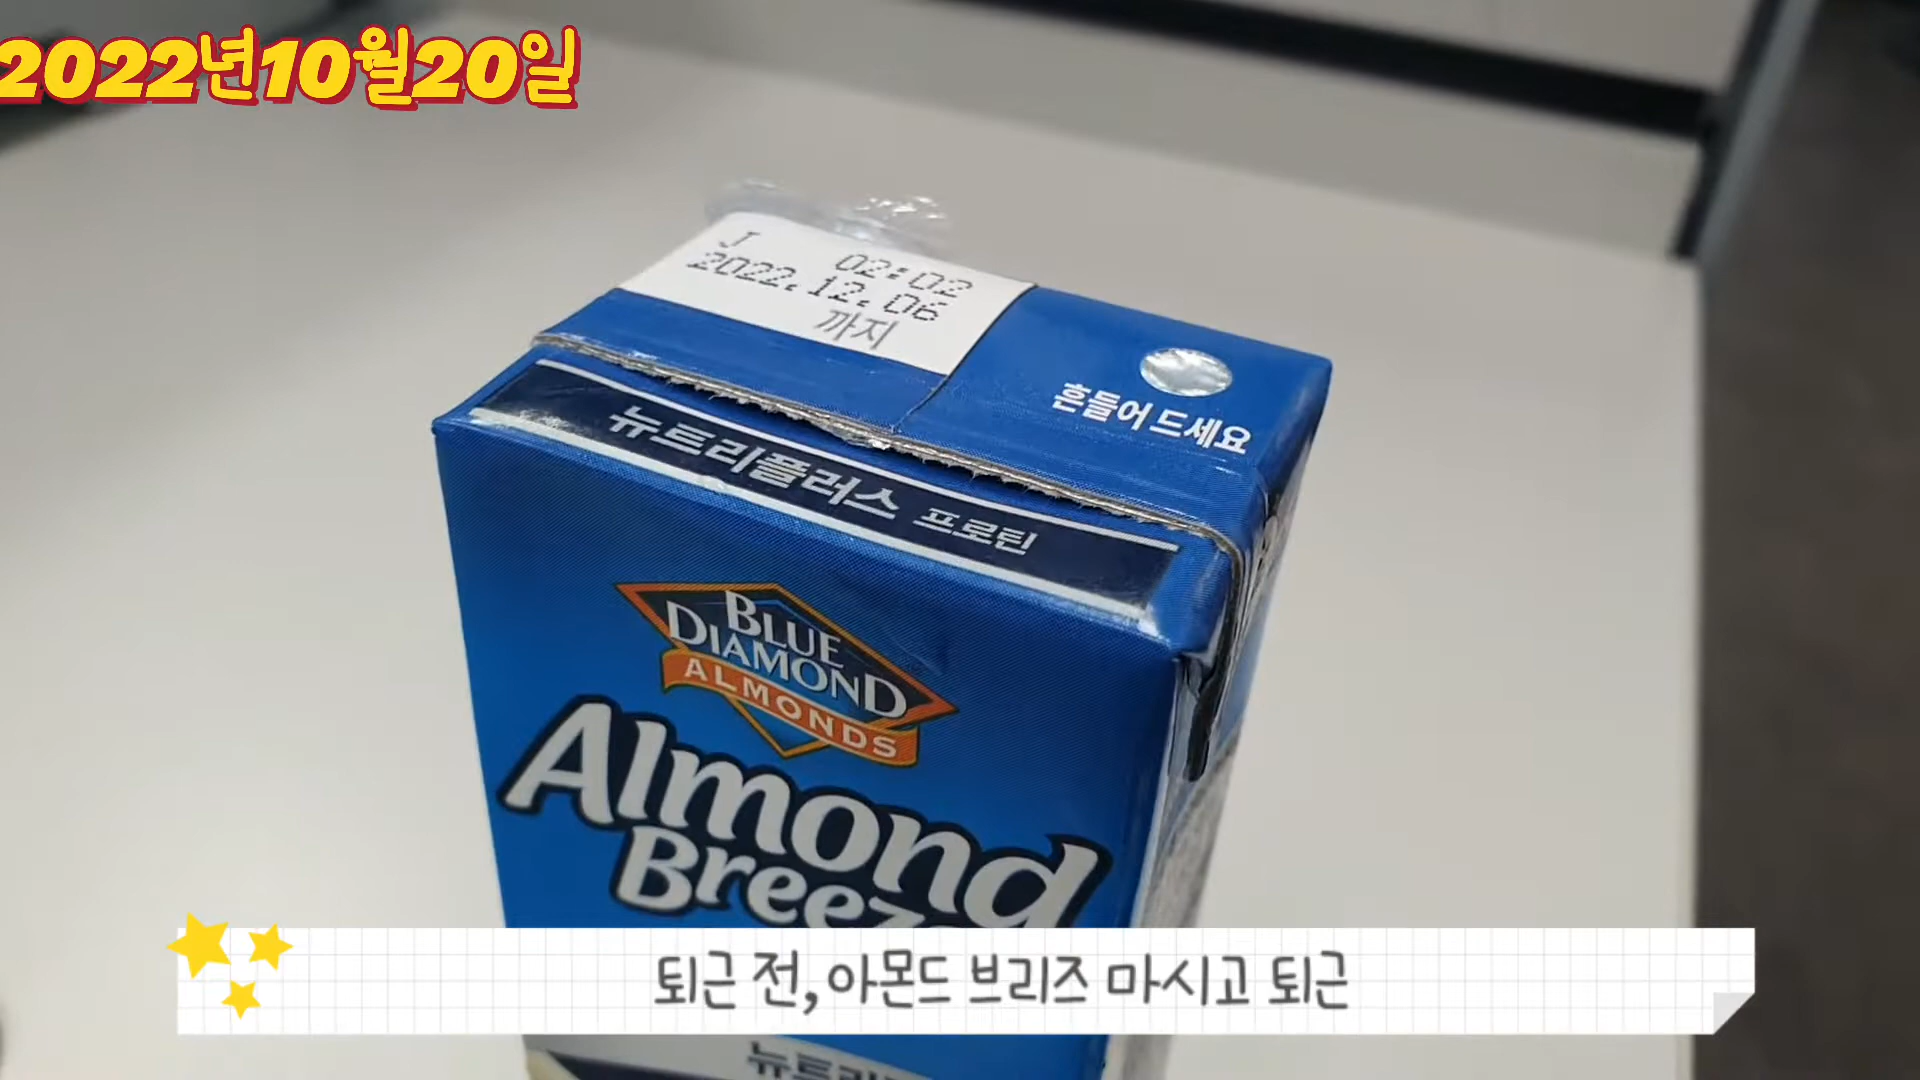 2022년10월20일
J 02:02
2022.12.06
까지
흔들어 드세요
뉴트리플러스 프로틴
BLUE
DIAMOND
ALMONDS
Almond
Breeze
퇴근 전, 아몬드 브리즈 마시고 퇴근